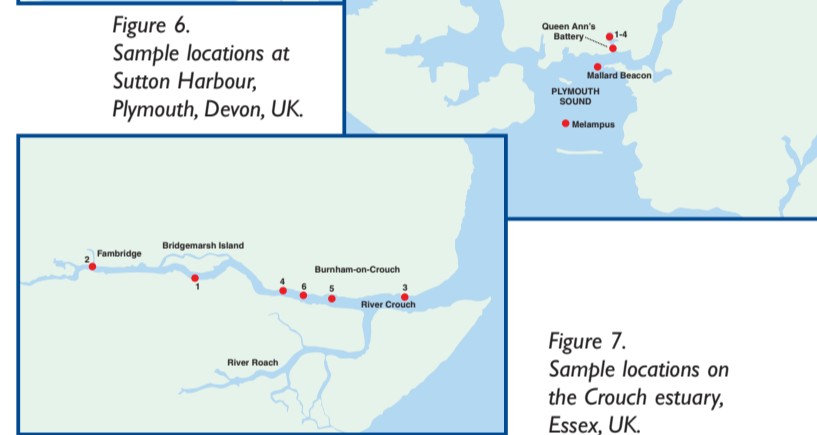 Figure 6.
Sample locations at
Sutton Harbour,
Plymouth, Devon, UK.
Queen Ann's
Battery
1-4
Mallard Beacon
PLYMOUTH
SOUND
Melampus
2
Fambridge
Bridgemarsh Island
1
4
6
5
Burnham-on-Crouch
3
River Crouch
River Roach
Figure 7.
Sample locations on
the Crouch estuary,
Essex, UK.